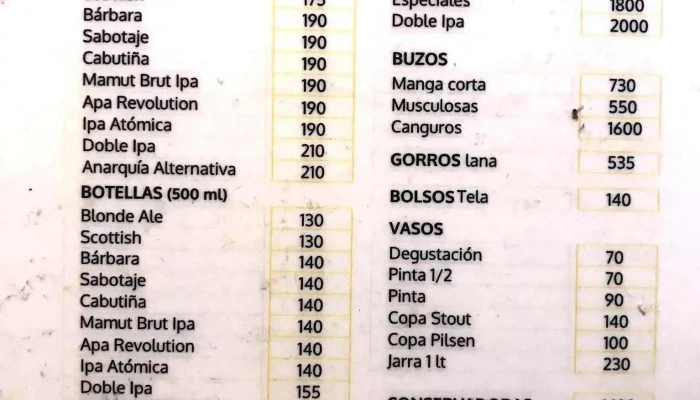 Scottish 175
Bárbara 190
Sabotaje 190
Cabutiña 190
Mamut Brut Ipa 190
Apa Revolution 190
Ipa Atómica 190
Doble Ipa 210
Anarquía Alternativa 210
BOTELLAS (500 ml)
Blonde Ale 130
Scottish 130
Bárbara 140
Sabotaje 140
Cabutiña 140
Mamut Brut Ipa 140
Apa Revolution 140
Ipa Atómica 140
Doble Ipa 155
Especiales 1800
Doble Ipa 2000
BUZOS
Manga corta 730
Musculosas 550
Canguros 1600
GORROS lana 535
BOLSOS Tela 140
VASOS
Degustación 70
Pinta 1/2 70
Pinta 90
Copa Stout 140
Copa Pilsen 100
Jarra 1 lt 230
CONSERVADORAS